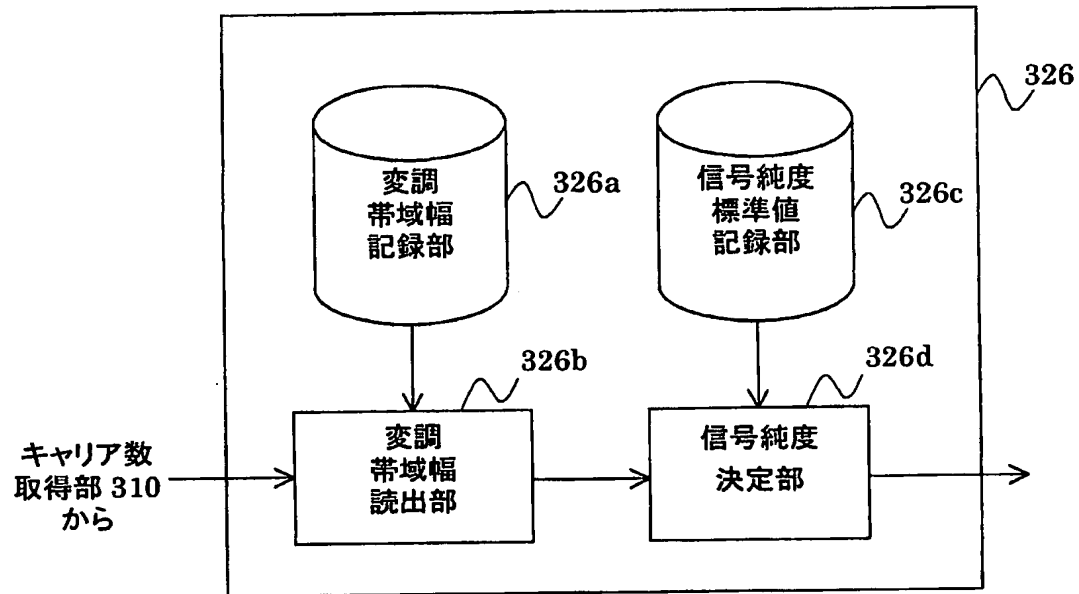 326
変調
帯域幅
記録部
326a
信号純度
標準値
記録部
326c
326b
326d
キャリア数
取得部 310
から
変調
帯域幅
読出部
信号純度
決定部